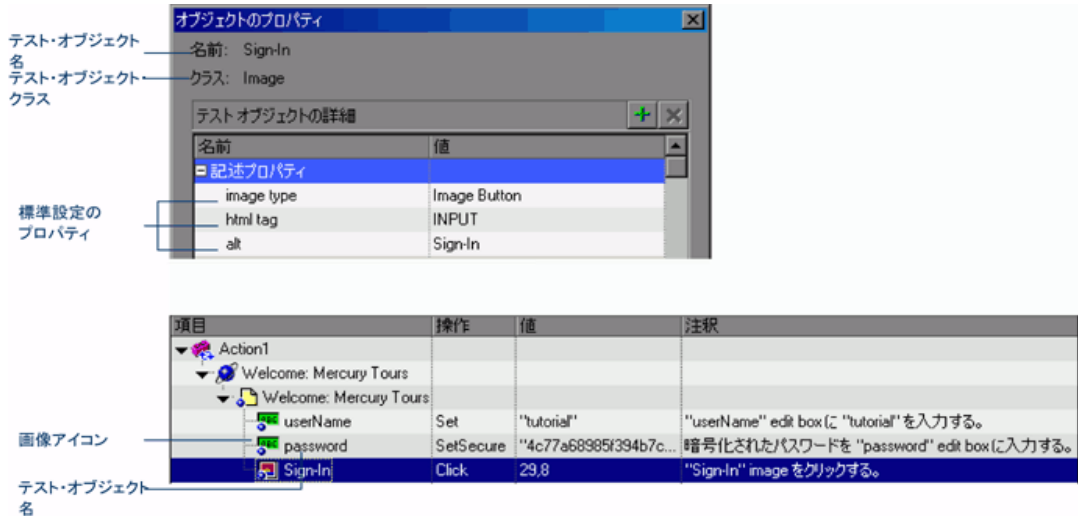 オブジェクトのプロパティ
テスト・オブジェクト
名
名前: Sign-In
テスト・オブジェクト・
クラス
クラス: Image
テスト オブジェクトの詳細
名前 値
記述プロパティ
image type Image Button
標準設定の
プロパティ
html tag INPUT
alt Sign-In
項目 操作 値 注釈
Action1
Welcome: Mercury Tours
Welcome: Mercury Tours
userName Set "tutorial" "userName" edit box に "tutorial" を入力する。
画像アイコン
password SetSecure "4c77a68985f394b7c... 暗号化されたパスワードを "password" edit box に入力する。
Sign-In Click 29,8 "Sign-In" image をクリックする。
テスト・オブジェクト
名